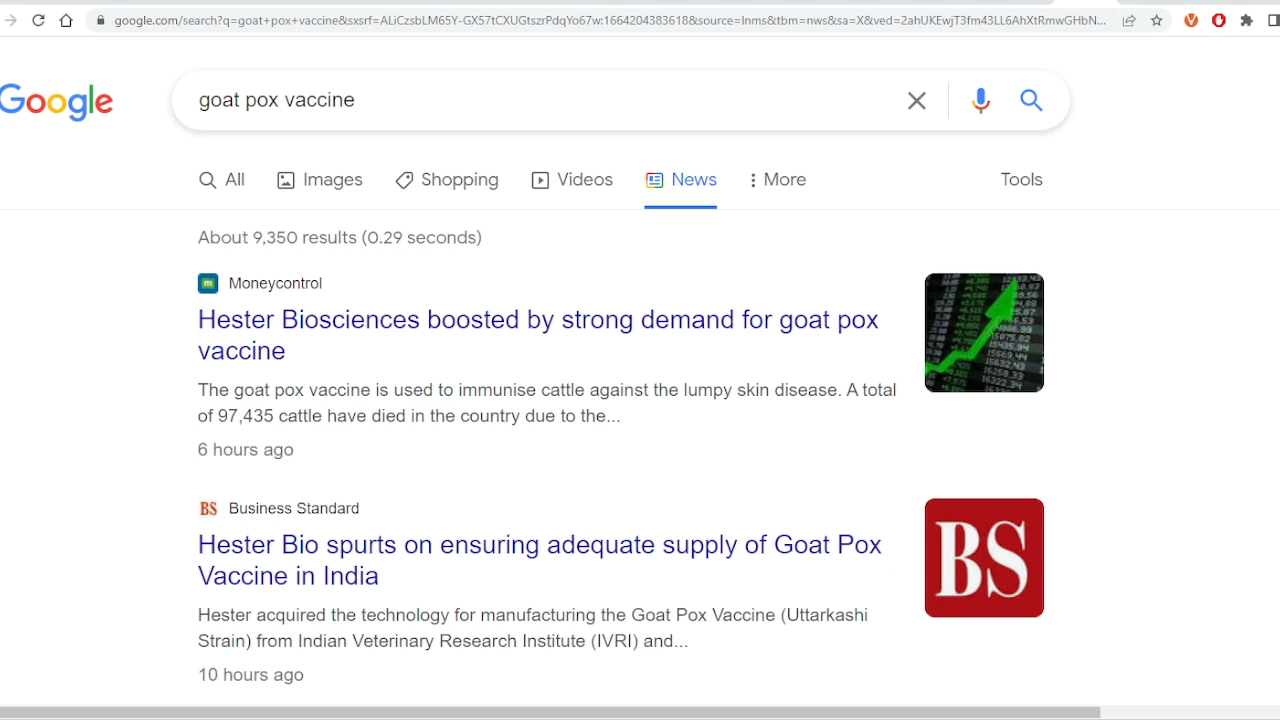 google.com/search?q=goat+pox+vaccine&sxsrf=ALiCzsbLM65Y-GX57tCXUGtszrPdqYo67w:1664204383618&source=lnms&tbm=nws&sa=X&ved=2ahUKEwjT3fm43LL6AhXtRmwGHbN...
Google
goat pox vaccine
All Images Shopping Videos News More Tools
About 9,350 results (0.29 seconds)
m Moneycontrol
Hester Biosciences boosted by strong demand for goat pox
vaccine
The goat pox vaccine is used to immunise cattle against the lumpy skin disease. A total
of 97,435 cattle have died in the country due to the...
6 hours ago
BS Business Standard
Hester Bio spurts on ensuring adequate supply of Goat Pox
Vaccine in India
BS
Hester acquired the technology for manufacturing the Goat Pox Vaccine (Uttarkashi
Strain) from Indian Veterinary Research Institute (IVRI) and...
10 hours ago